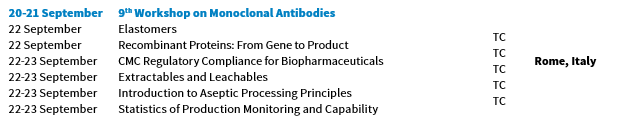 20-21 September 9th Workshop on Monoclonal Antibodies
22 September Elastomers
22 September Recombinant Proteins: From Gene to Product TC
22-23 September CMC Regulatory Compliance for Biopharmaceuticals TC
22-23 September Extractables and Leachables TC
22-23 September Introduction to Aseptic Processing Principles TC
22-23 September Statistics of Production Monitoring and Capability TC
Rome, Italy